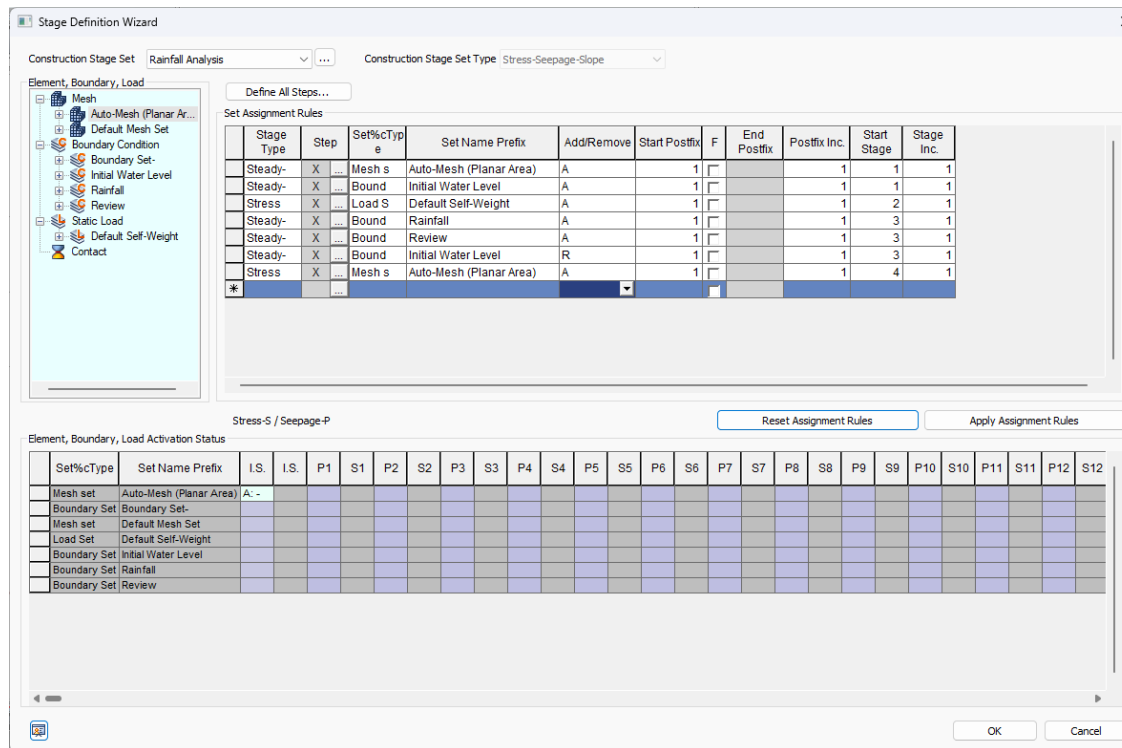 Stage Definition Wizard
Construction Stage Set Rainfall Analysis ... Construction Stage Set Type Stress-Seepage-Slope
Element, Boundary, Load
Mesh
Auto-Mesh (Planar Ar...
Default Mesh Set
Boundary Condition
Boundary Set-
Initial Water Level
Rainfall
Review
Static Load
Default Self-Weight
Contact
Define All Steps...
Set Assignment Rules
Stage Type Step Set%cType Set Name Prefix Add/Remove Start Postfix F End Postfix Postfix Inc. Start Stage Stage Inc.
Steady- X ... Mesh s Auto-Mesh (Planar Area) A 1 1 1 1
Steady- X ... Bound Initial Water Level A 1 1 1 1
Stress X ... Load S Default Self-Weight A 1 1 2 1
Steady- X ... Bound Rainfall A 1 1 3 1
Steady- X ... Bound Review A 1 1 3 1
Steady- X ... Bound Initial Water Level R 1 1 3 1
Stress X ... Mesh s Auto-Mesh (Planar Area) A 1 1 4 1
* ...
Stress-S / Seepage-P
Reset Assignment Rules Apply Assignment Rules
Element, Boundary, Load Activation Status
Set%cType Set Name Prefix I.S. I.S. P1 S1 P2 S2 P3 S3 P4 S4 P5 S5 P6 S6 P7 S7 P8 S8 P9 S9 P10 S10 P11 S11 P12 S12
Mesh set Auto-Mesh (Planar Area) A: -
Boundary Set Boundary Set-
Mesh set Default Mesh Set
Load Set Default Self-Weight
Boundary Set Initial Water Level
Boundary Set Rainfall
Boundary Set Review
OK Cancel